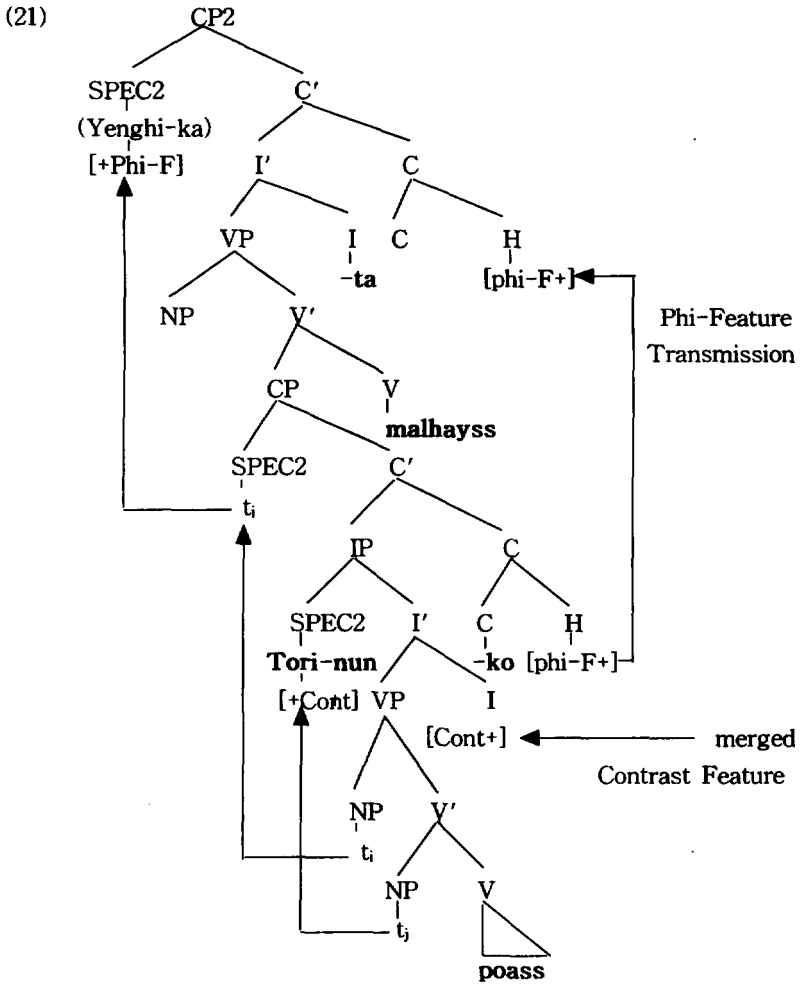 (21)
CP2
SPEC2 C′
(Yenghi-ka)
[+Phi-F] I′ C
VP I C H
-ta [phi-F+]
NP V′ Phi-Feature
Transmission
CP V
malhayss
SPEC2 C′
tᵢ
IP C
SPEC2 I′ C H
Tori-nun -ko [phi-F+]
[+Cont] VP I
[Cont+] merged
Contrast Feature
NP V′
tᵢ
NP V
tⱼ
poass